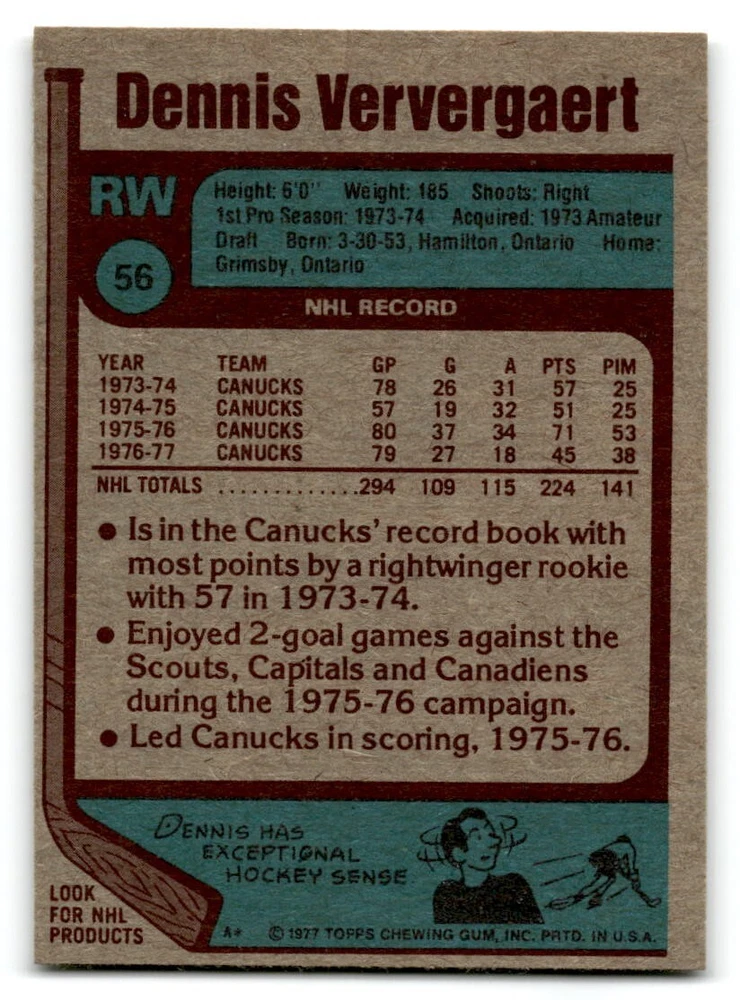 Dennis Ververgaert
RW
56
Height: 6'0" Weight: 185 Shoots: Right
1st Pro Season: 1973-74 Acquired: 1973 Amateur
Draft Born: 3-30-53, Hamilton, Ontario Home:
Grimsby, Ontario
NHL RECORD
YEAR TEAM GP G A PTS PIM
1973-74 CANUCKS 78 26 31 57 25
1974-75 CANUCKS 57 19 32 51 25
1975-76 CANUCKS 80 37 34 71 53
1976-77 CANUCKS 79 27 18 45 38
NHL TOTALS ..............294 109 115 224 141
● Is in the Canucks' record book with
most points by a rightwinger rookie
with 57 in 1973-74.
● Enjoyed 2-goal games against the
Scouts, Capitals and Canadiens
during the 1975-76 campaign.
● Led Canucks in scoring, 1975-76.
DENNIS HAS
EXCEPTIONAL
HOCKEY SENSE
LOOK
FOR NHL
PRODUCTS
A* © 1977 TOPPS CHEWING GUM, INC. PRTD. IN U.S.A.